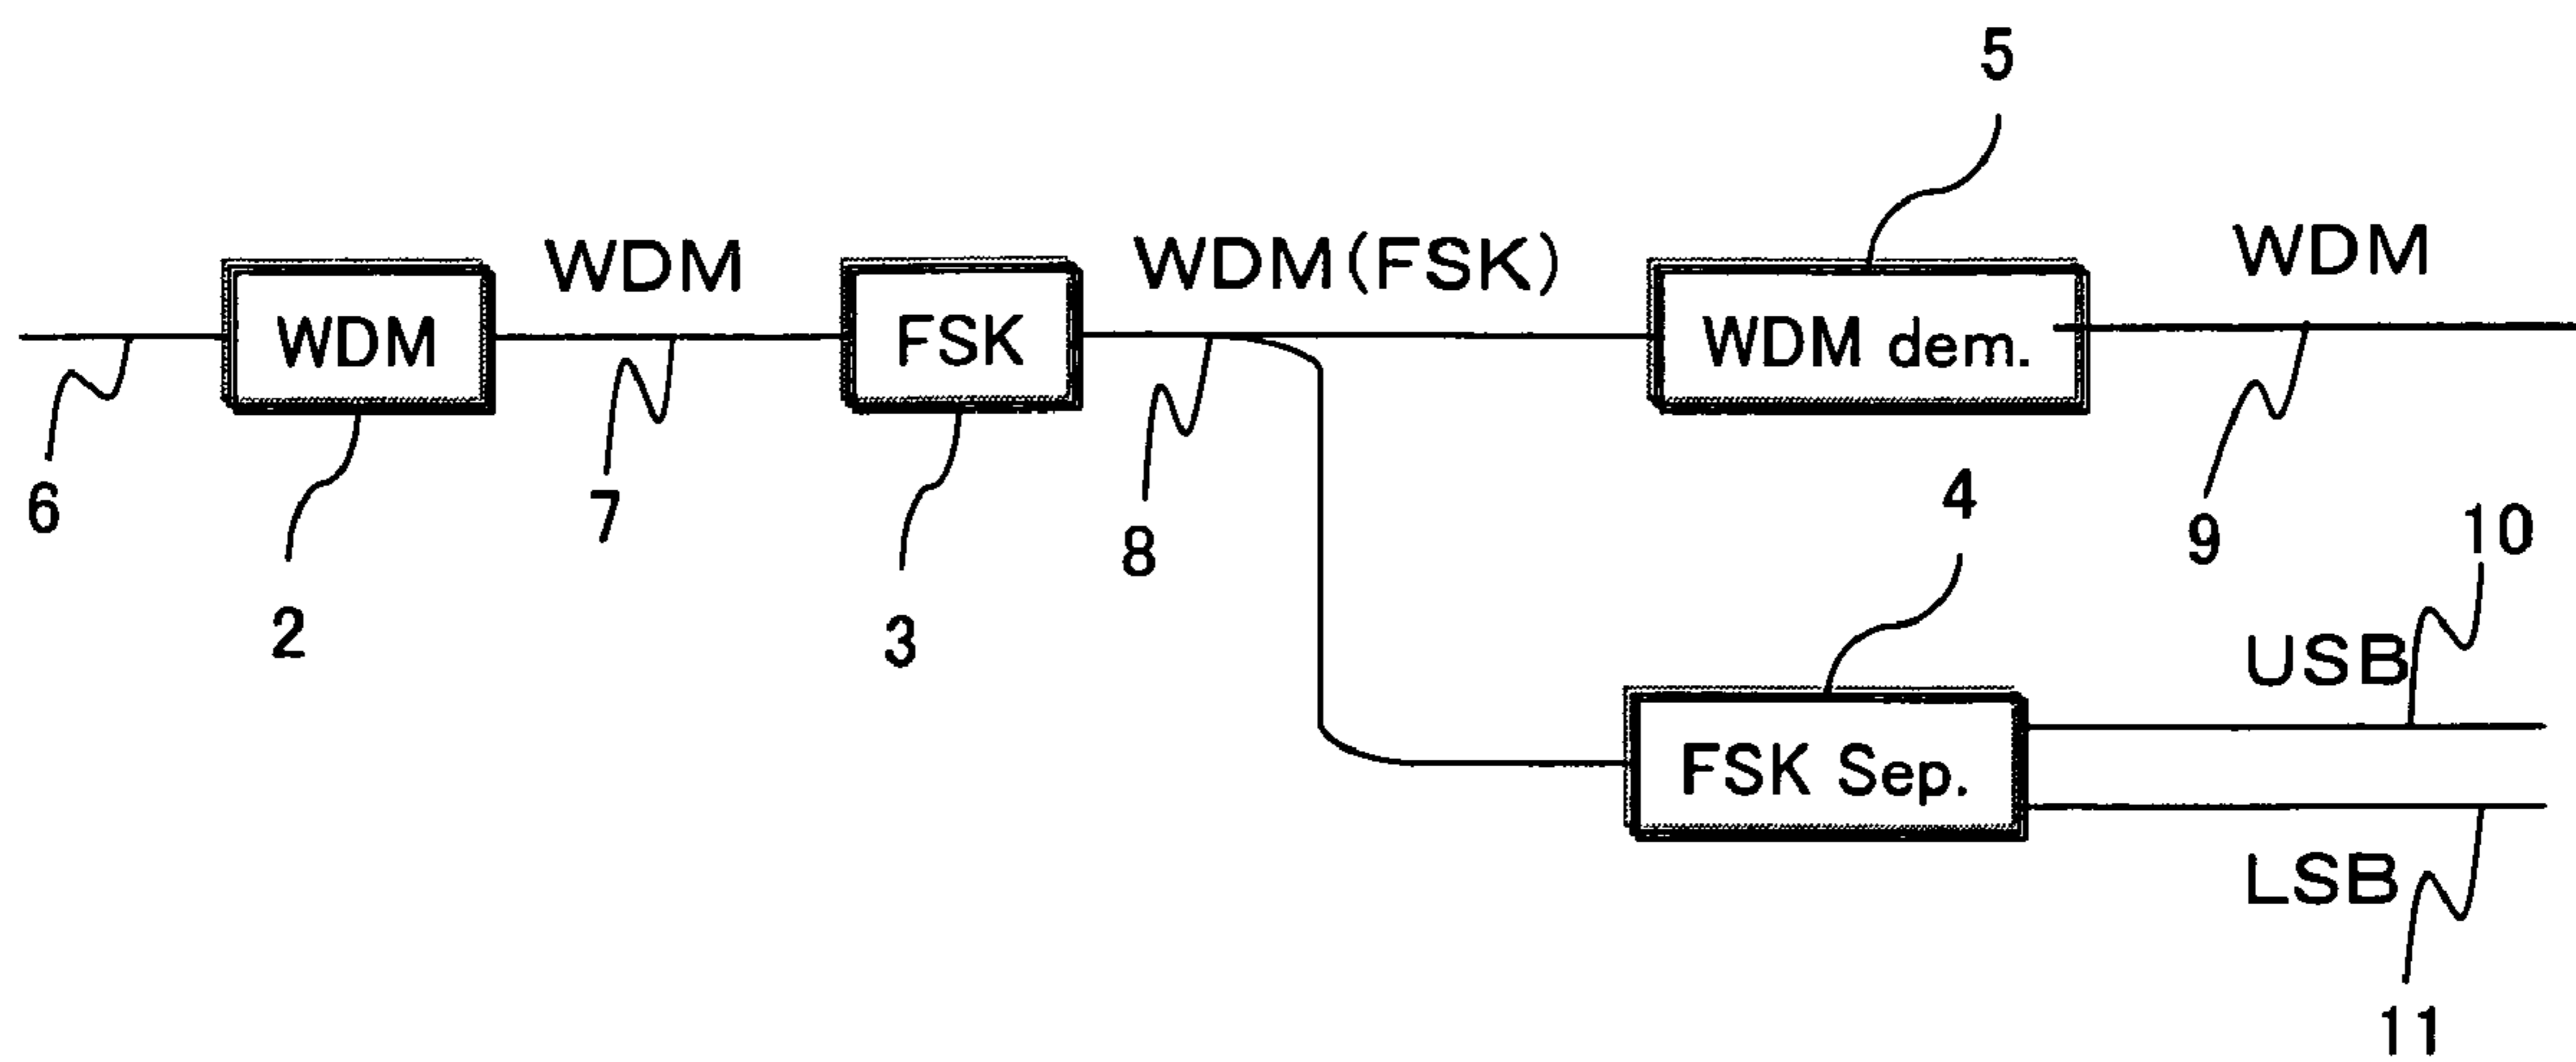 5
WDM
WDM
FSK
WDM(FSK)
WDM dem.
WDM
6
2
7
3
8
4
9
10
USB
FSK Sep.
LSB
11